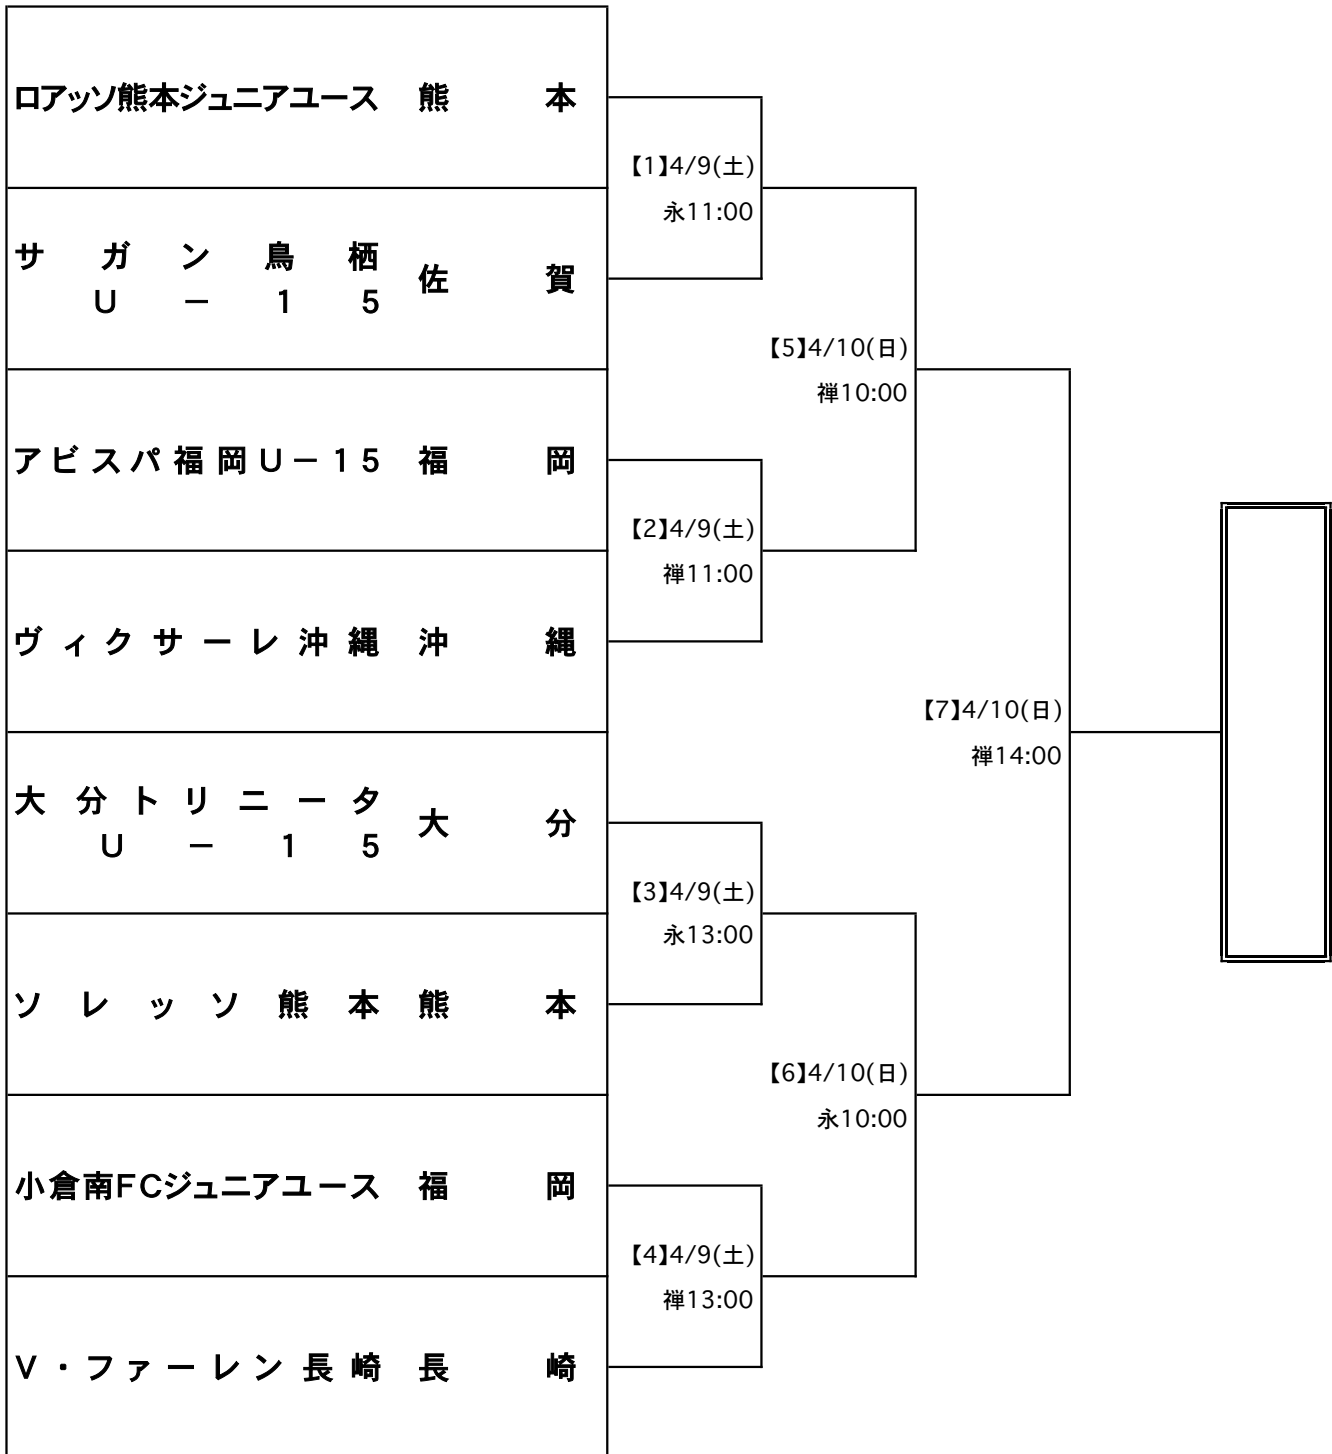 ロアッソ熊本ジュニアユース 熊本
【1】4/9(土)
永11:00
サガン鳥栖
U－15
佐賀
【5】4/10(日)
禅10:00
アビスパ福岡U－15 福岡
【2】4/9(土)
禅11:00
ヴィクサーレ沖縄 沖縄
【7】4/10(日)
禅14:00
大分トリニータ
U－15
大分
【3】4/9(土)
永13:00
ソレッソ熊本 熊本
【6】4/10(日)
永10:00
小倉南FCジュニアユース 福岡
【4】4/9(土)
禅13:00
V・ファーレン長崎 長崎